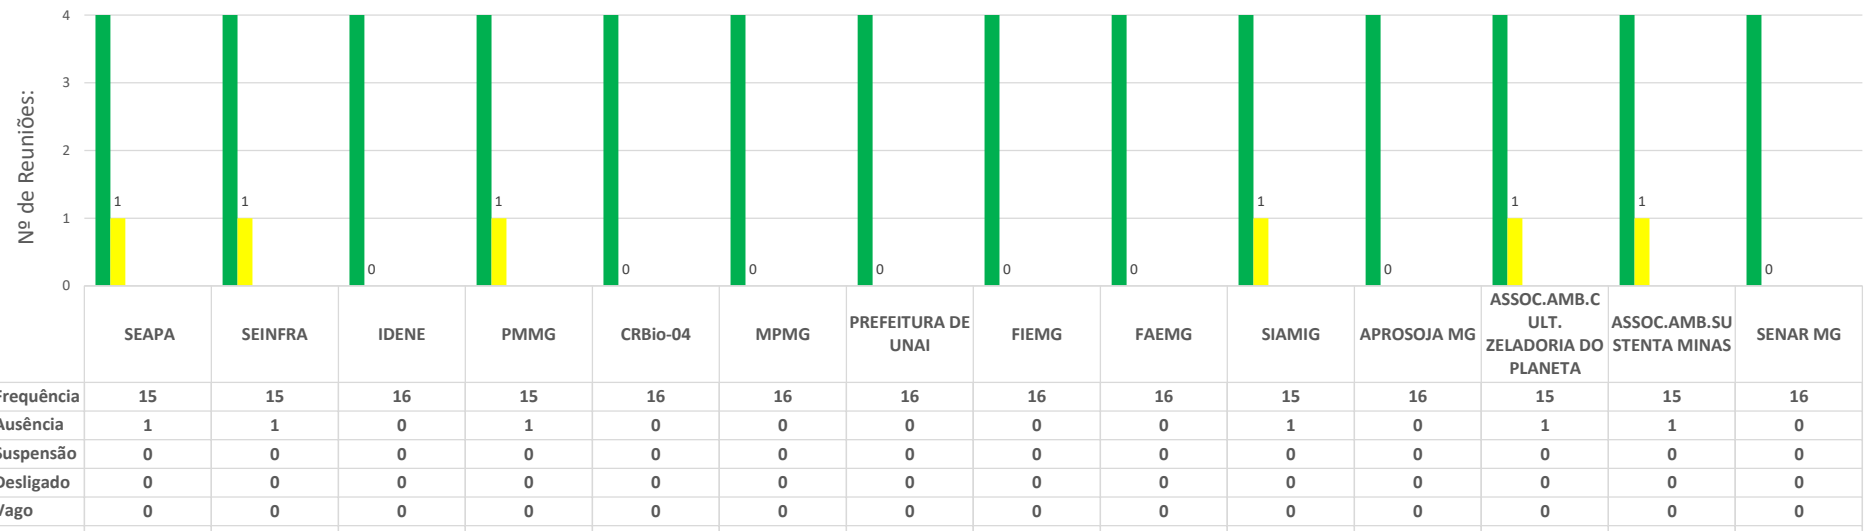 4
3
2
1
0
Nº de Reuniões:
1 1 0 1 0 0 0 0 0 1 0 1 1 0
SEAPA SEINFRA IDENE PMMG CRBio-04 MPMG PREFEITURA DE UNAI FIEMG FAEMG SIAMIG APROSOJA MG ASSOC.AMB.C ULT. ZELADORIA DO PLANETA ASSOC.AMB.SU STENTA MINAS SENAR MG
Frequência 15 15 16 15 16 16 16 16 16 15 16 15 15 16
Ausência 1 1 0 1 0 0 0 0 0 1 0 1 1 0
Suspensão 0 0 0 0 0 0 0 0 0 0 0 0 0 0
Desligado 0 0 0 0 0 0 0 0 0 0 0 0 0 0
Vago 0 0 0 0 0 0 0 0 0 0 0 0 0 0